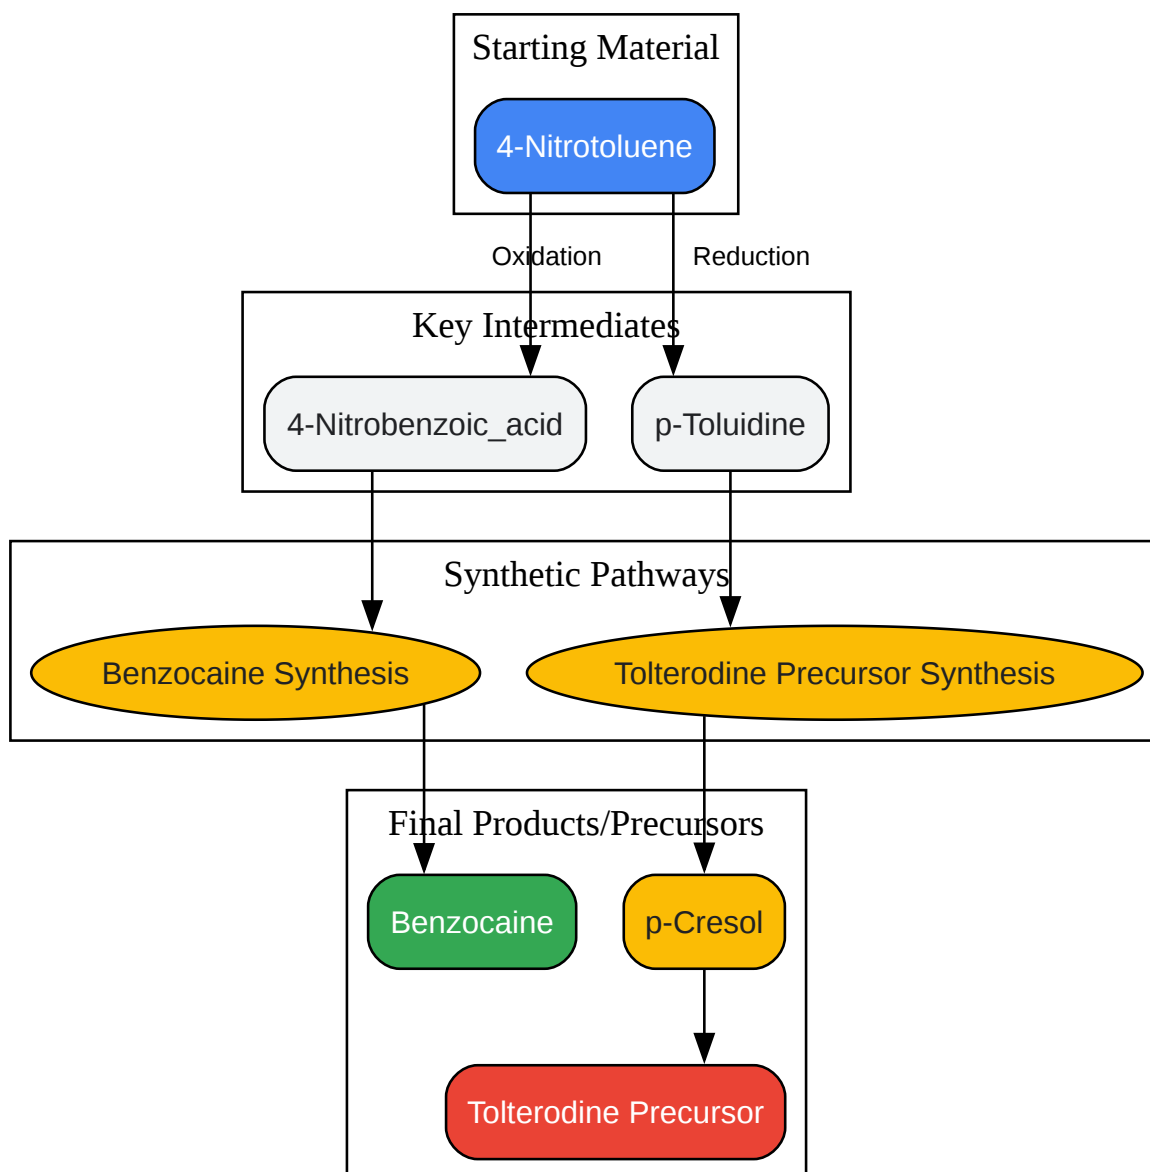 Starting Material
4-Nitrotoluene
Oxidation
Reduction
Key Intermediates
4-Nitrobenzoic_acid
p-Toluidine
Synthetic Pathways
Benzocaine Synthesis
Tolterodine Precursor Synthesis
Final Products/Precursors
Benzocaine
p-Cresol
Tolterodine Precursor